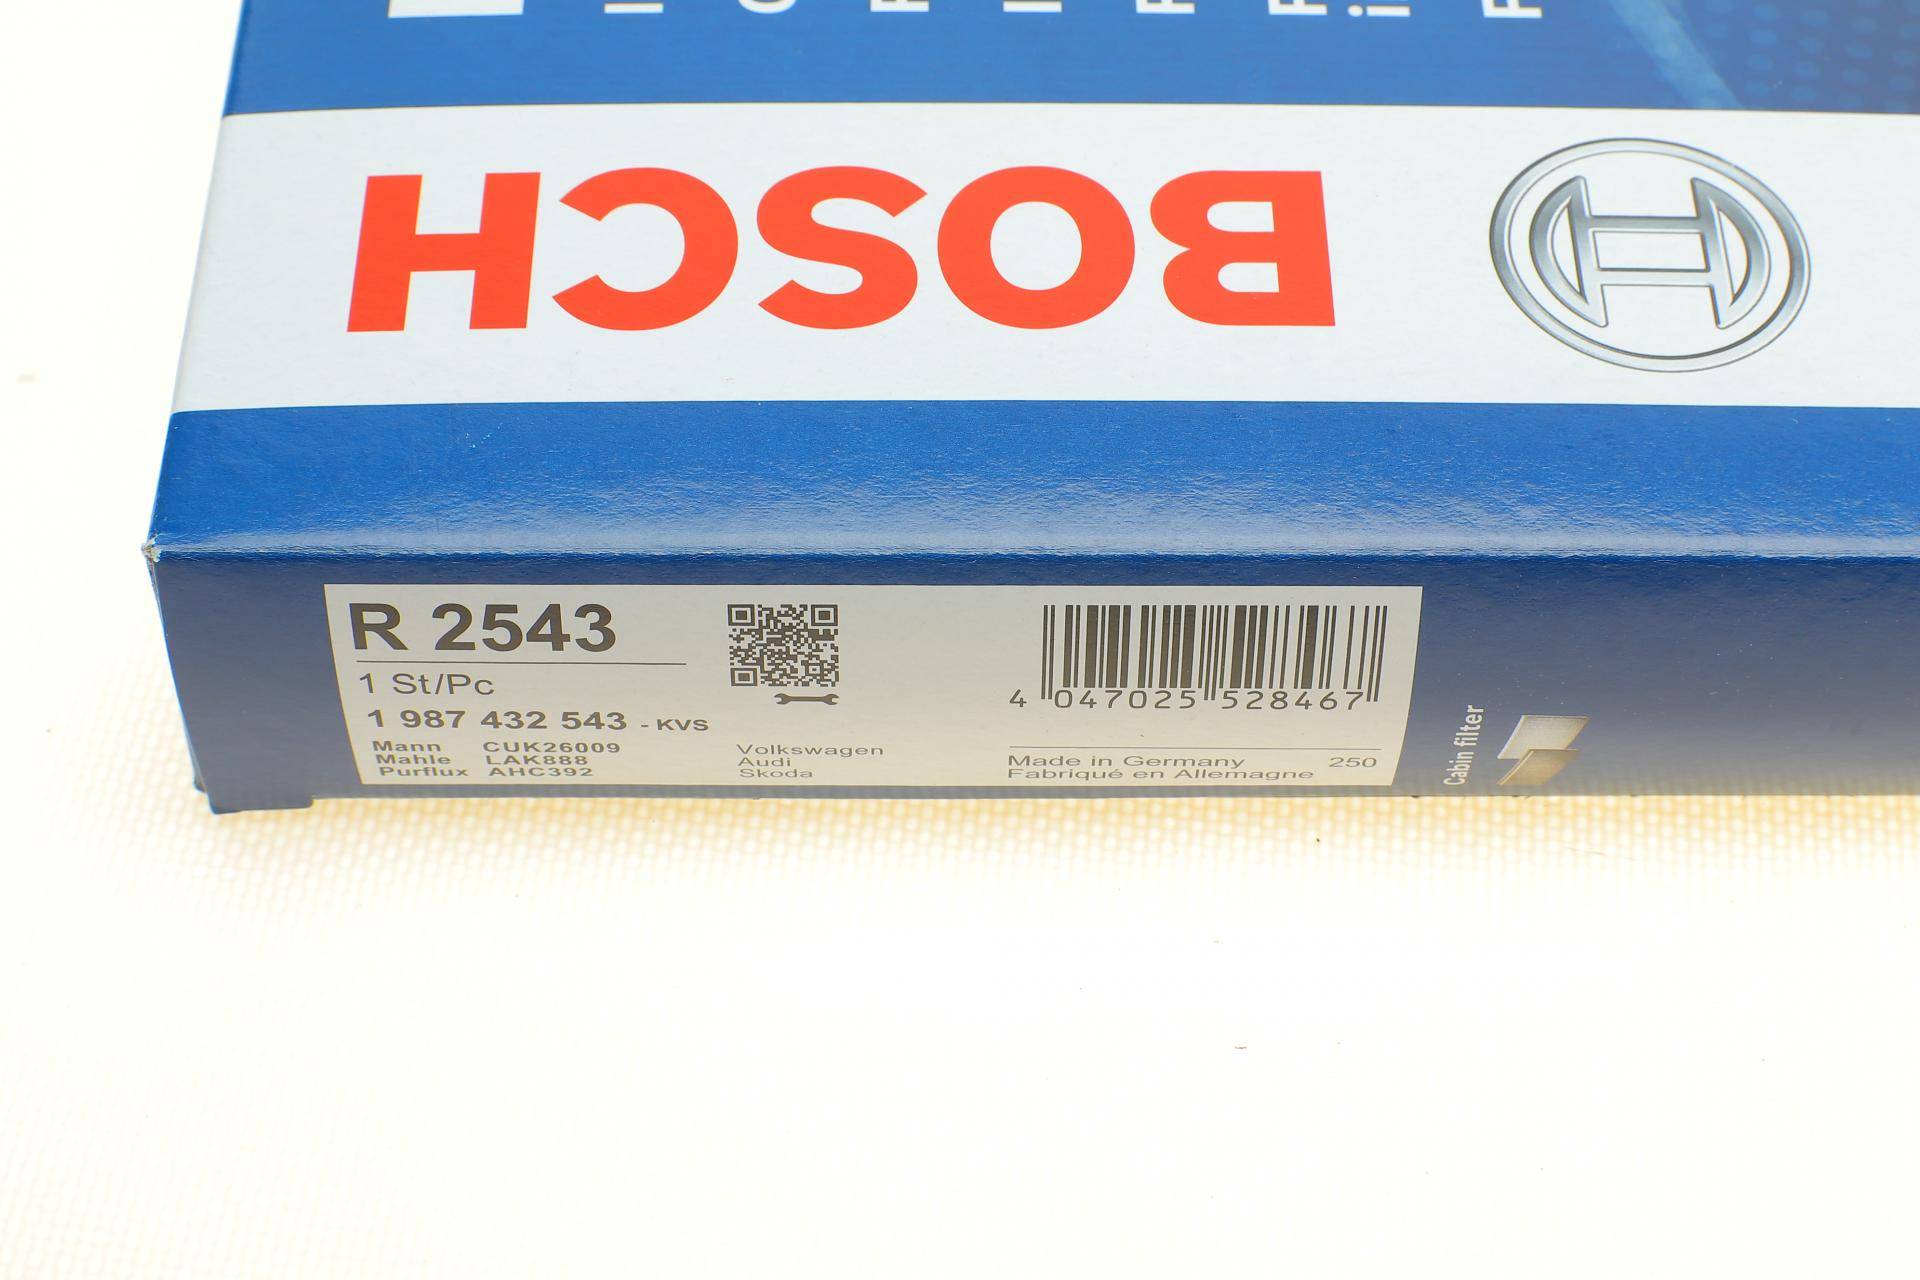 BOSCH
R 2543
1 St/Pc
1 987 432 543 - KVS
Mann CUK26009
Mahle LAK888
Purflux AHC392
Volkswagen
Audi
Skoda
4 047025 528467
Made in Germany 250
Fabriqué en Allemagne
Cabin filter